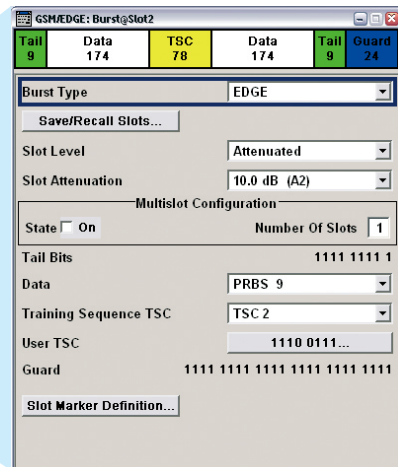 GSM/EDGE: Burst@Slot2
Tail Data TSC Data Tail Guard
9 174 78 174 9 24
Burst Type EDGE
Save/Recall Slots...
Slot Level Attenuated
Slot Attenuation 10.0 dB (A2)
Multislot Configuration
State On Number Of Slots 1
Tail Bits 1111 1111 1
Data PRBS 9
Training Sequence TSC TSC 2
User TSC 1110 0111...
Guard 1111 1111 1111 1111 1111 1111
Slot Marker Definition...